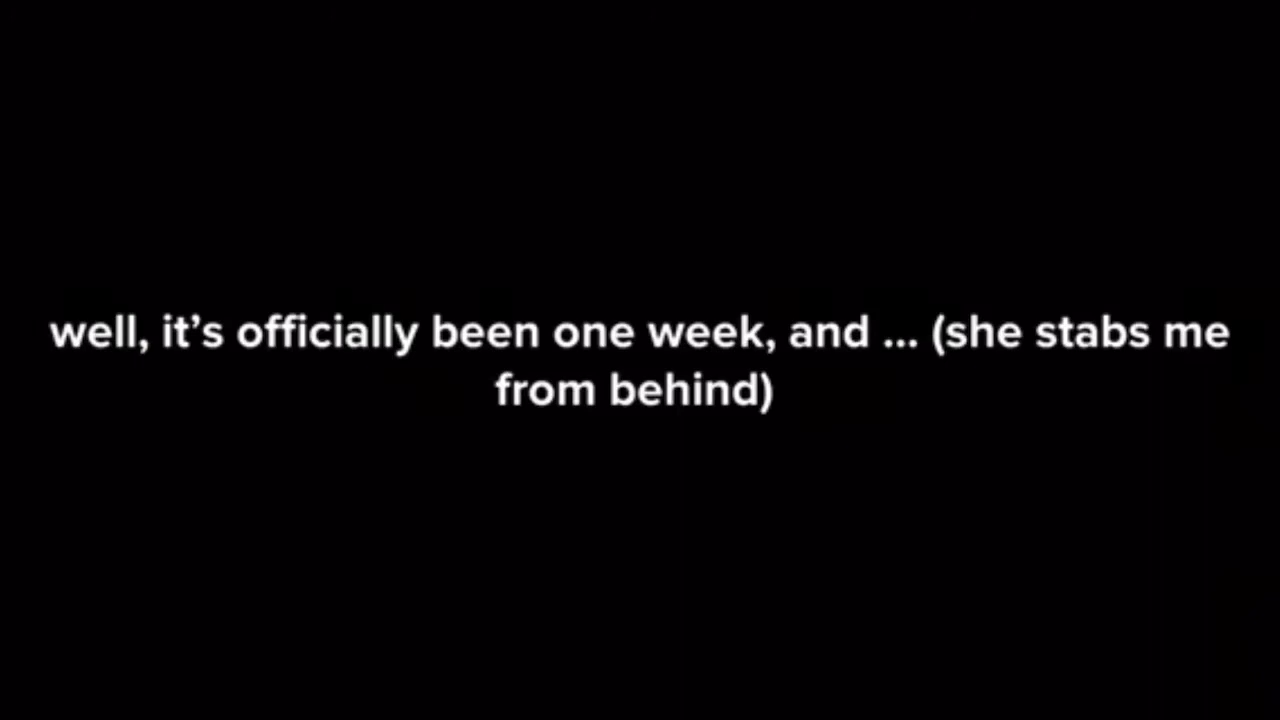 well, it’s officially been one week, and ... (she stabs me
from behind)